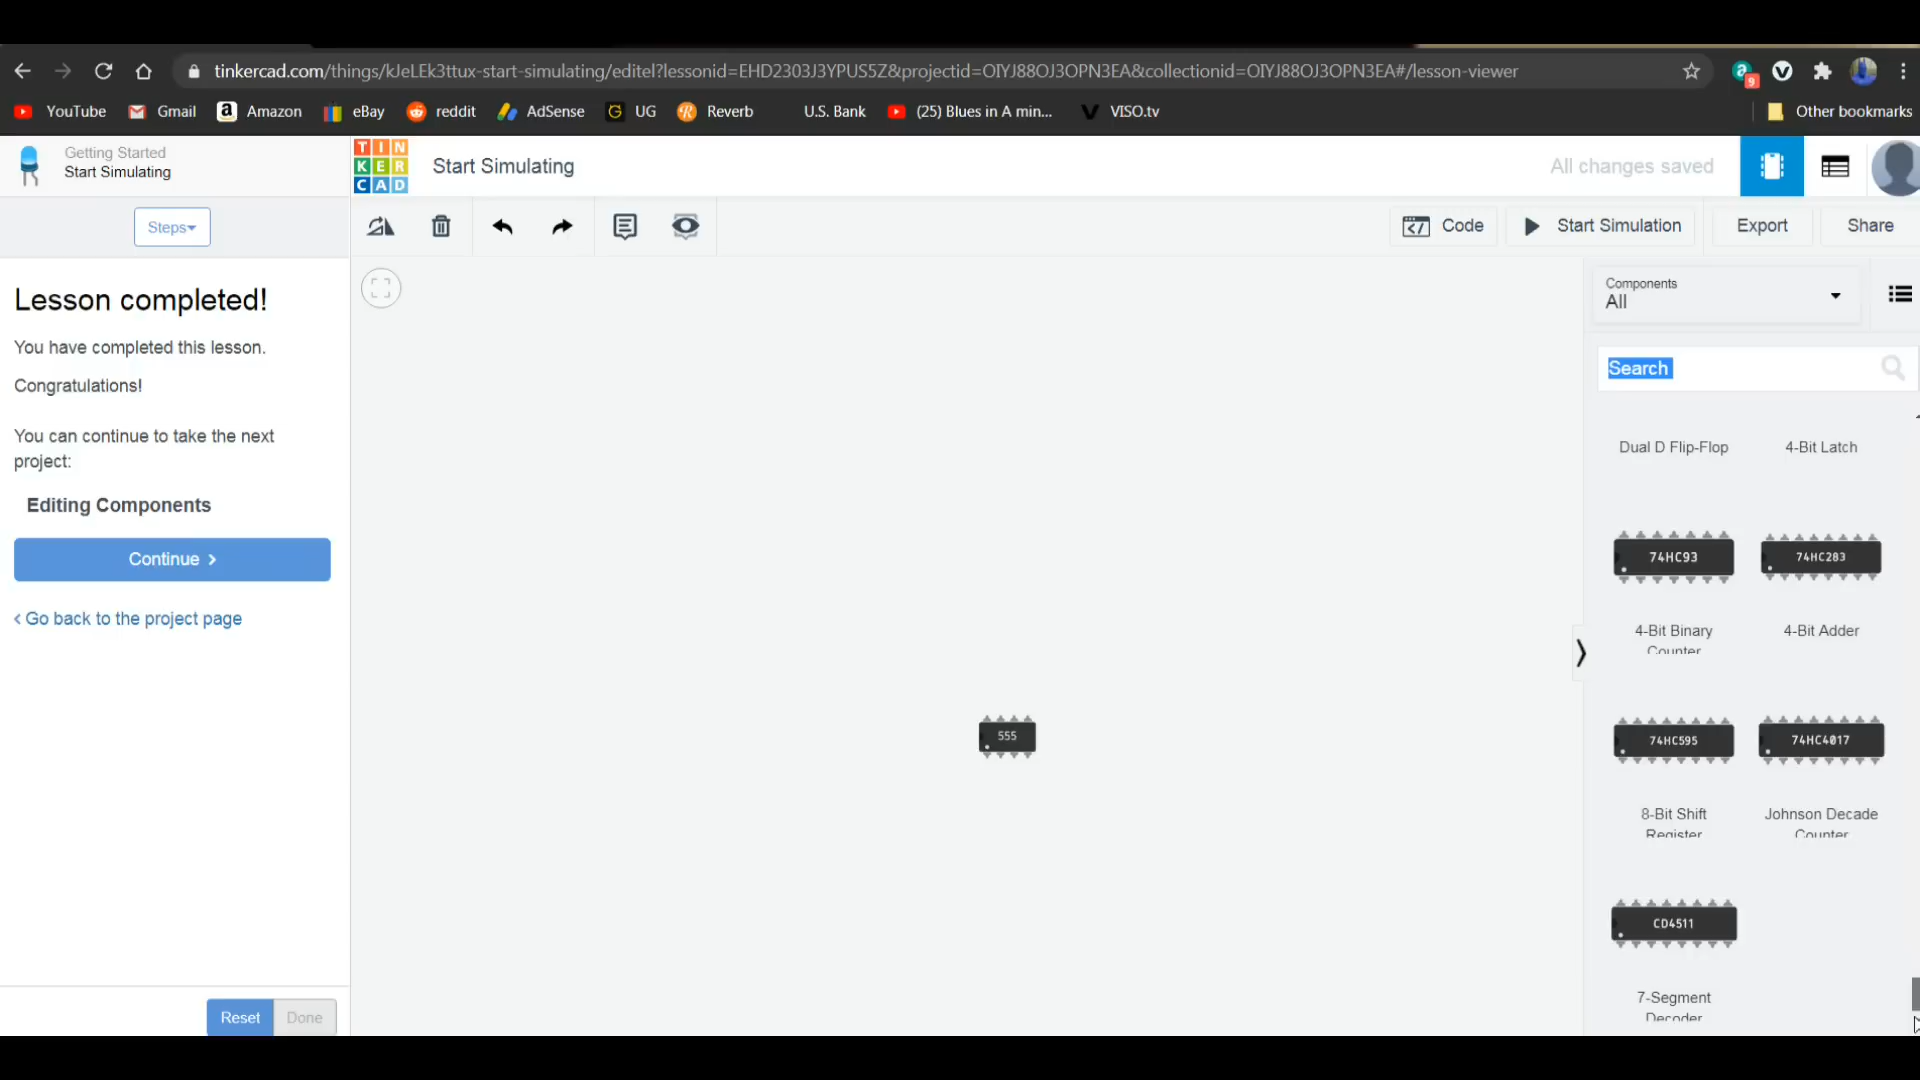 tinkercad.com/things/kJeLEk3ttux-start-simulating/editel?lessonid=EHD2303J3YPUS5Z&projectid=OIYJ88OJ3OPN3EA&collectionid=OIYJ88OJ3OPN3EA#/lesson-viewer
9
YouTube Gmail Amazon eBay reddit AdSense UG Reverb U.S. Bank (25) Blues in A min... VISO.tv Other bookmarks
Getting Started
Start Simulating
TINKERCAD
Start Simulating
All changes saved
Steps
Code
Start Simulation
Export
Share
Lesson completed!
You have completed this lesson.
Congratulations!
You can continue to take the next
project:
Editing Components
Continue
Go back to the project page
Reset
Done
555
Components
All
Search
Dual D Flip-Flop
4-Bit Latch
74HC93
74HC283
4-Bit Binary
Counter
4-Bit Adder
74HC595
74HC4017
8-Bit Shift
Register
Johnson Decade
Counter
CD4511
7-Segment
Decoder